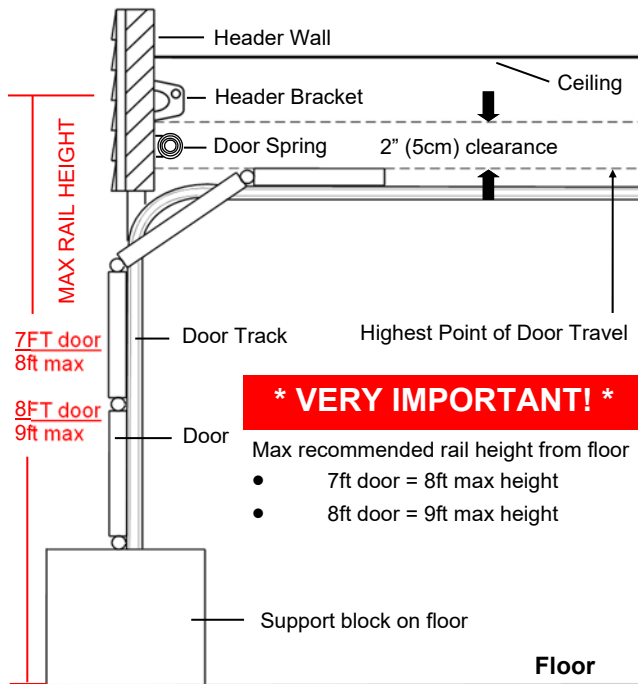 Header Wall
Ceiling
Header Bracket
Door Spring
2” (5cm) clearance
MAX RAIL HEIGHT
7FT door
8ft max
Door Track
Highest Point of Door Travel
* VERY IMPORTANT! *
8FT door
9ft max
Door
Max recommended rail height from floor
● 7ft door = 8ft max height
● 8ft door = 9ft max height
Support block on floor
Floor